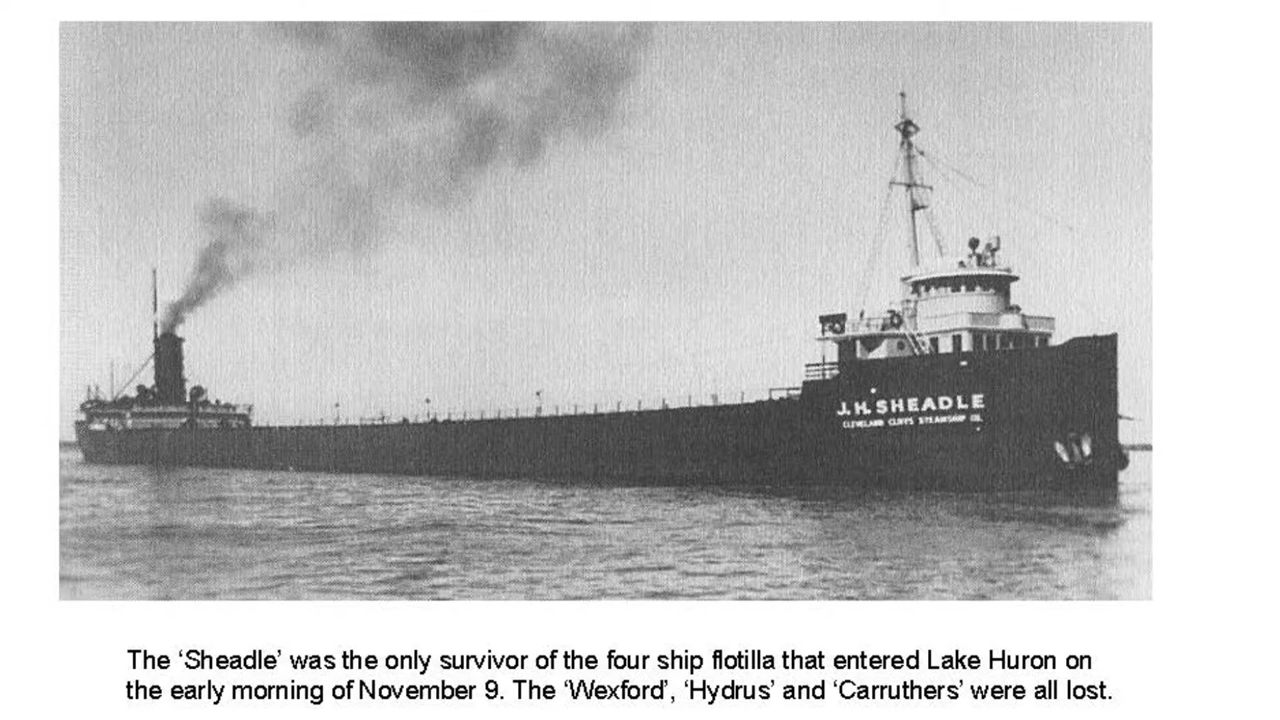 J.H. SHEADLE
CLEVELAND CLIFFS STEAMSHIP CO.
The ‘Sheadle’ was the only survivor of the four ship flotilla that entered Lake Huron on
the early morning of November 9. The ‘Wexford’, ‘Hydrus’ and ‘Carruthers’ were all lost.